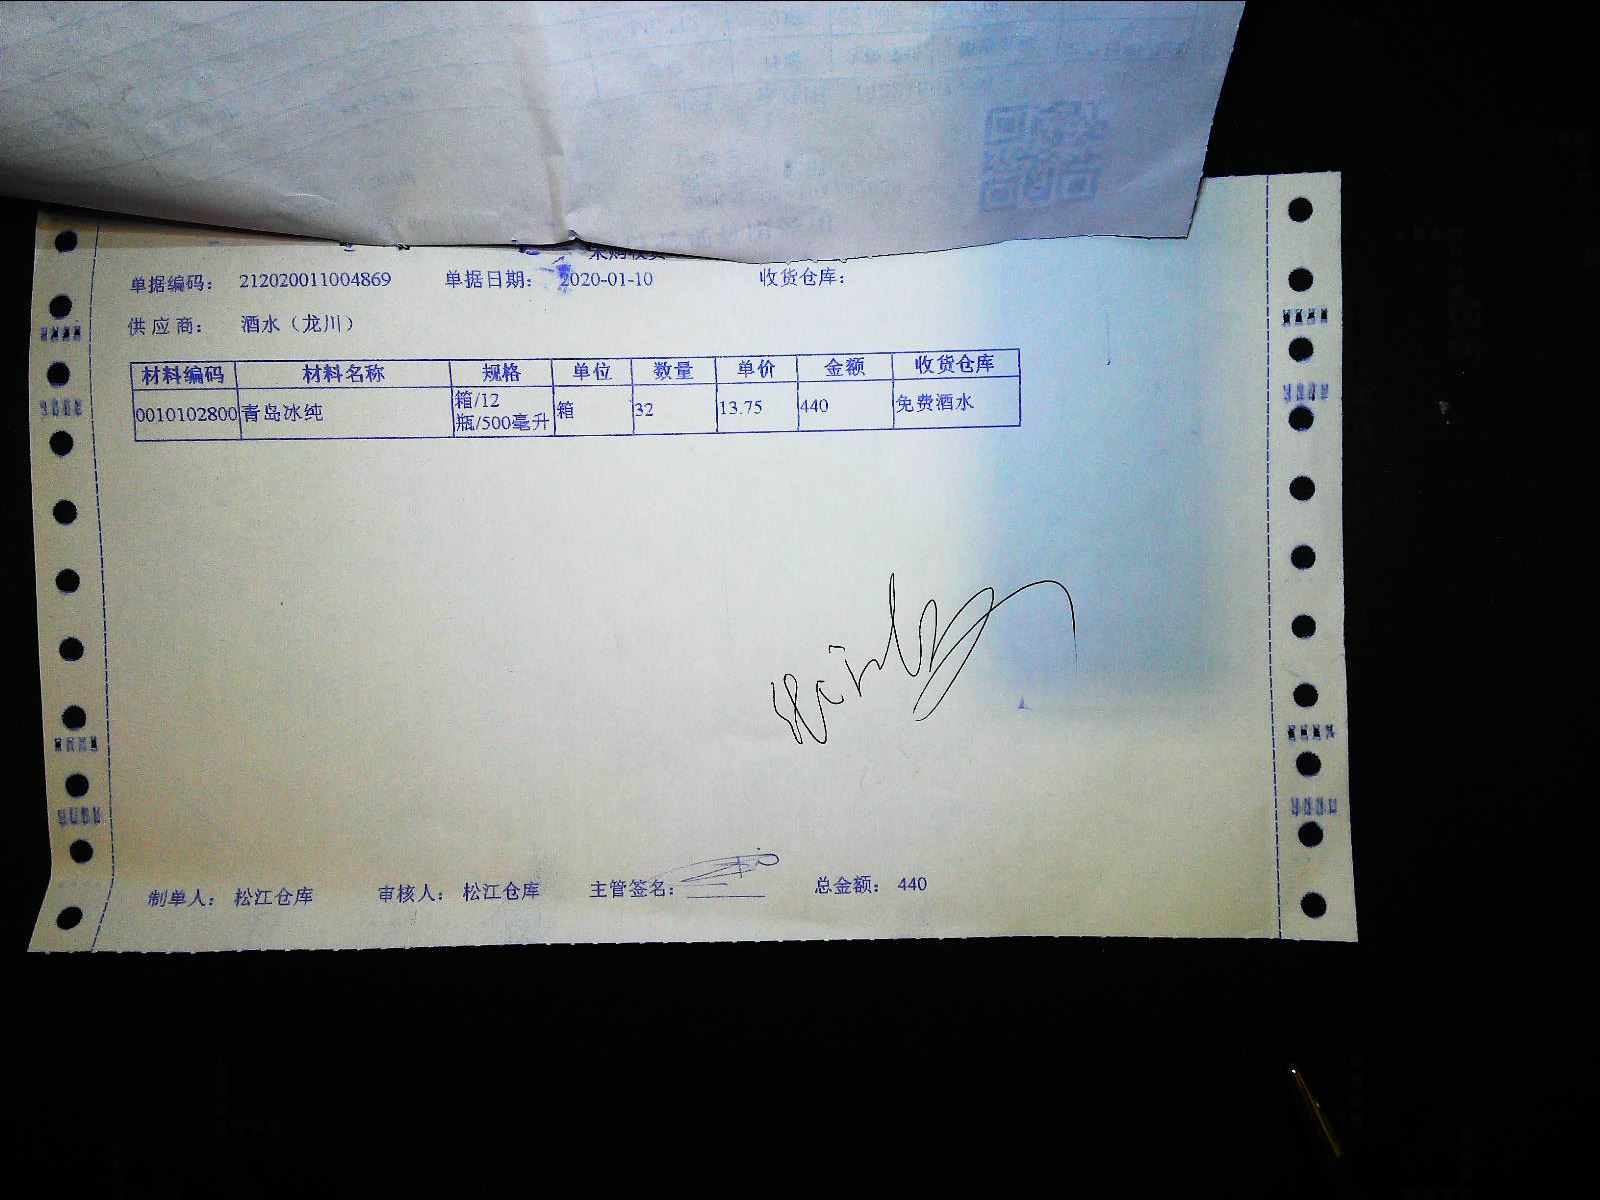 单据编码： 212020011004869 单据日期： 2020-01-10 收货仓库：
供应商： 酒水（龙川）
材料编码 材料名称 规格 单位 数量 单价 金额 收货仓库
0010102800 青岛冰纯 箱/12瓶/500毫升 箱 32 13.75 440 免费酒水
制单人： 松江仓库 审核人： 松江仓库 主管签名： 总金额： 440